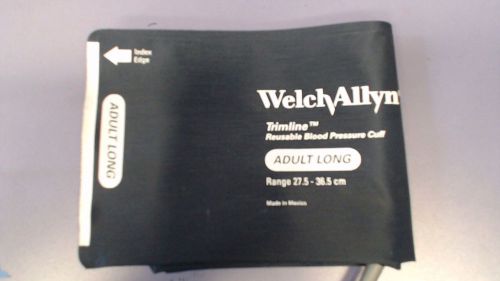 Index
Edge
ADULT LONG
WelchAllyn®
Trimline™
Reusable Blood Pressure Cuff
ADULT LONG
Range 27.5 - 36.5 cm
Made in Mexico